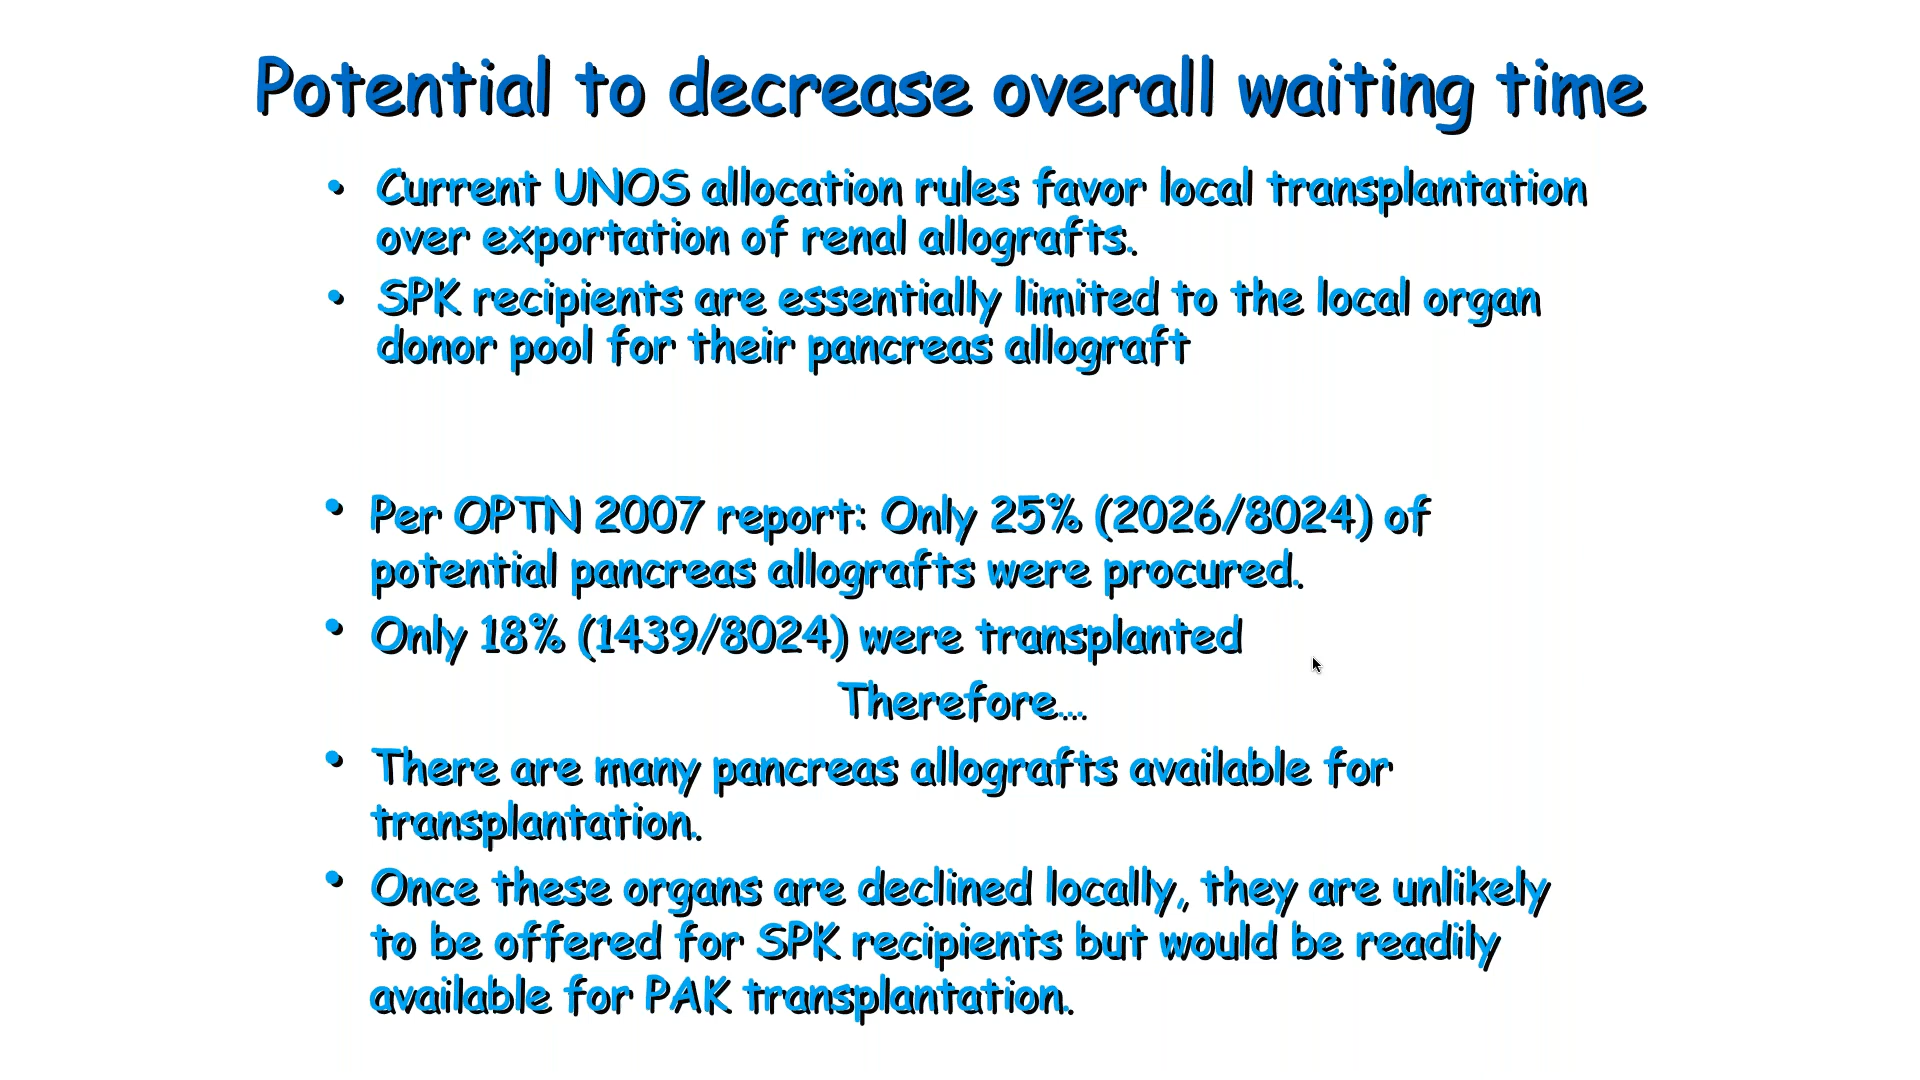 Potential to decrease overall waiting time
• Current UNOS allocation rules favor local transplantation
over exportation of renal allografts.
• SPK recipients are essentially limited to the local organ
donor pool for their pancreas allograft
• Per OPTN 2007 report: Only 25% (2026/8024) of
potential pancreas allografts were procured.
• Only 18% (1439/8024) were transplanted
Therefore…
• There are many pancreas allografts available for
transplantation.
• Once these organs are declined locally, they are unlikely
to be offered for SPK recipients but would be readily
available for PAK transplantation.